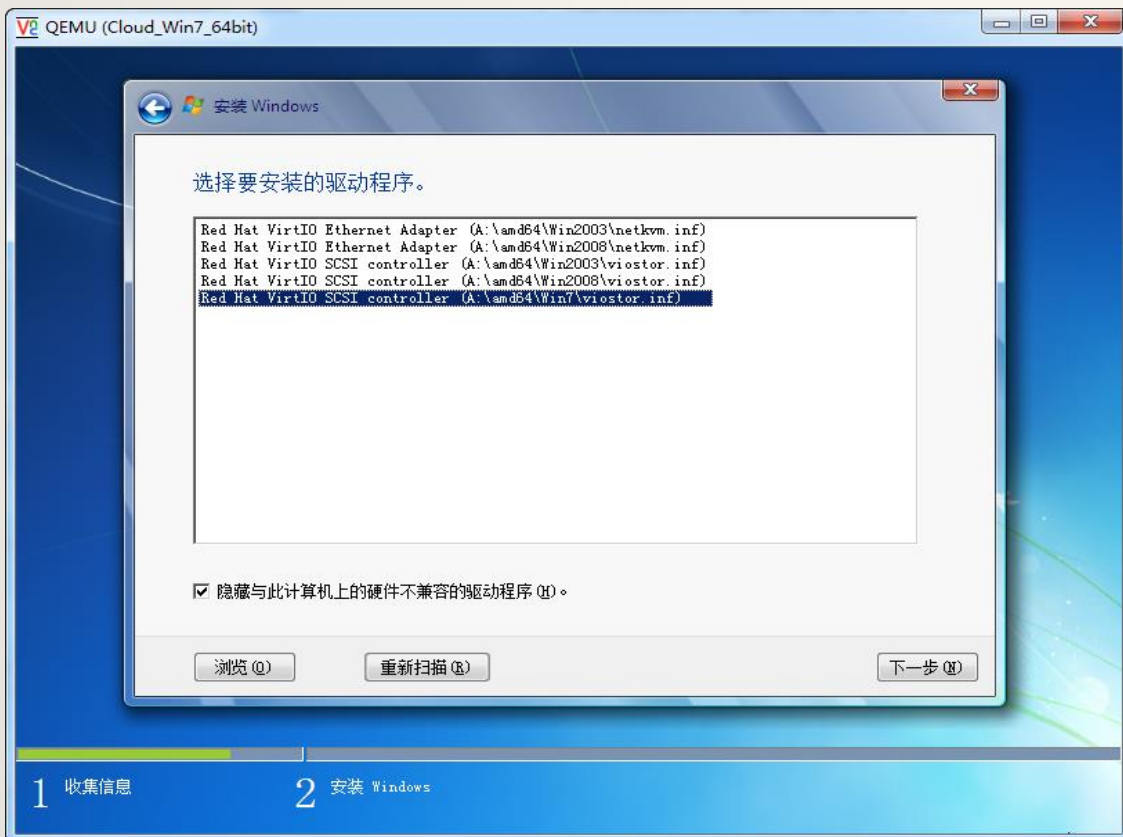 QEMU (Cloud_Win7_64bit)
安装 Windows
选择要安装的驱动程序。
Red Hat VirtIO Ethernet Adapter (A:\amd64\Win2003\netkvm.inf)
Red Hat VirtIO Ethernet Adapter (A:\amd64\Win2008\netkvm.inf)
Red Hat VirtIO SCSI controller (A:\amd64\Win2003\viostor.inf)
Red Hat VirtIO SCSI controller (A:\amd64\Win2008\viostor.inf)
Red Hat VirtIO SCSI controller (A:\amd64\Win7\viostor.inf)
隐藏与此计算机上的硬件不兼容的驱动程序(H)。
浏览(O) 重新扫描(R) 下一步(N)
1 收集信息 2 安装 Windows